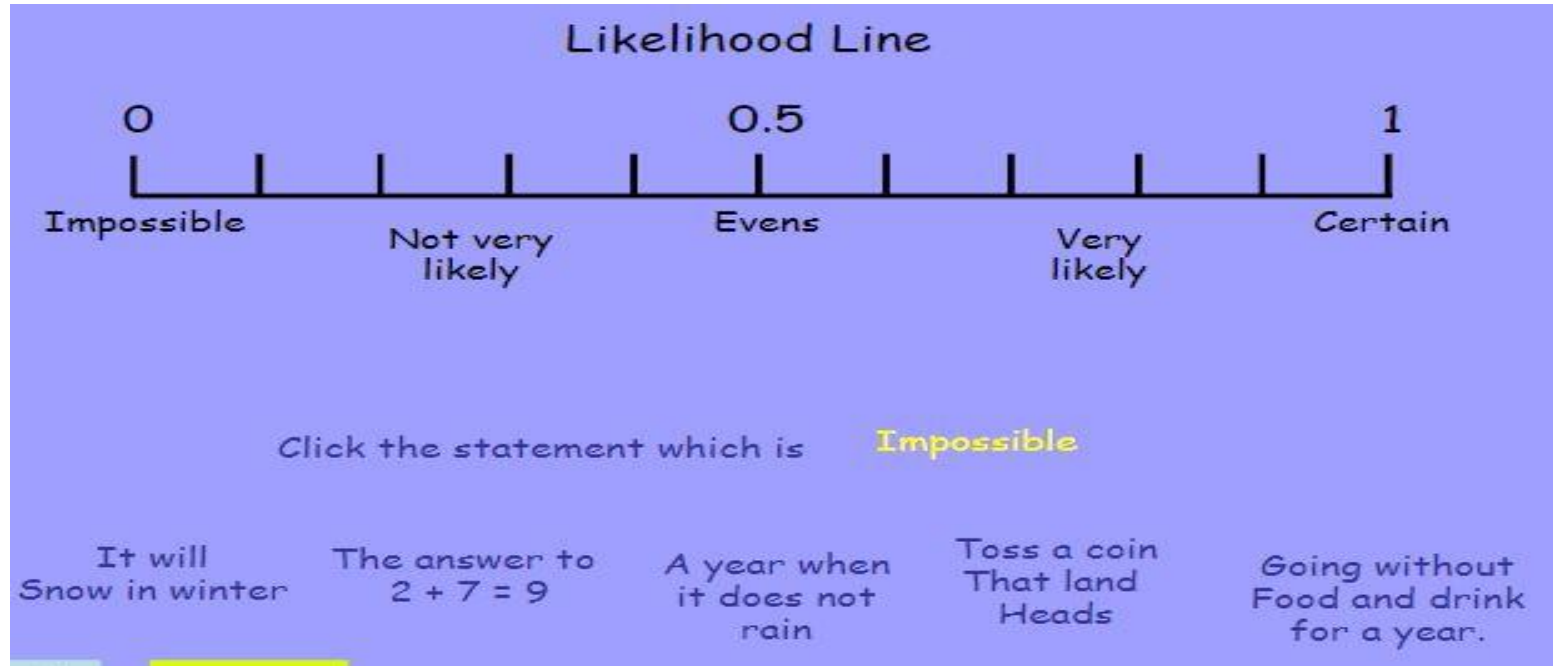 Likelihood Line
0 0.5 1
Impossible
Not very
likely
Evens
Very
likely
Certain
Click the statement which is Impossible
It will
Snow in winter
The answer to
2 + 7 = 9
A year when
it does not
rain
Toss a coin
That land
Heads
Going without
Food and drink
for a year.